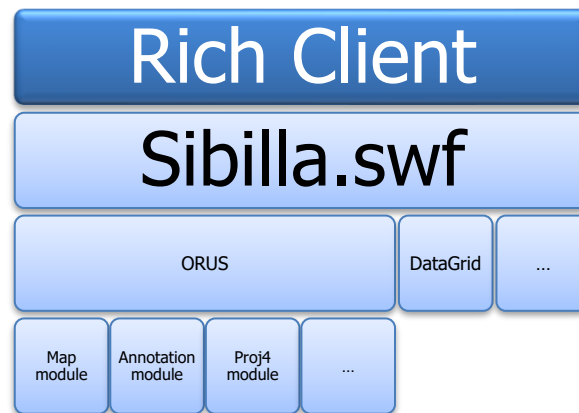 Rich Client
Sibilla.swf
ORUS
DataGrid
...
Map
module
Annotation
module
Proj4
module
...